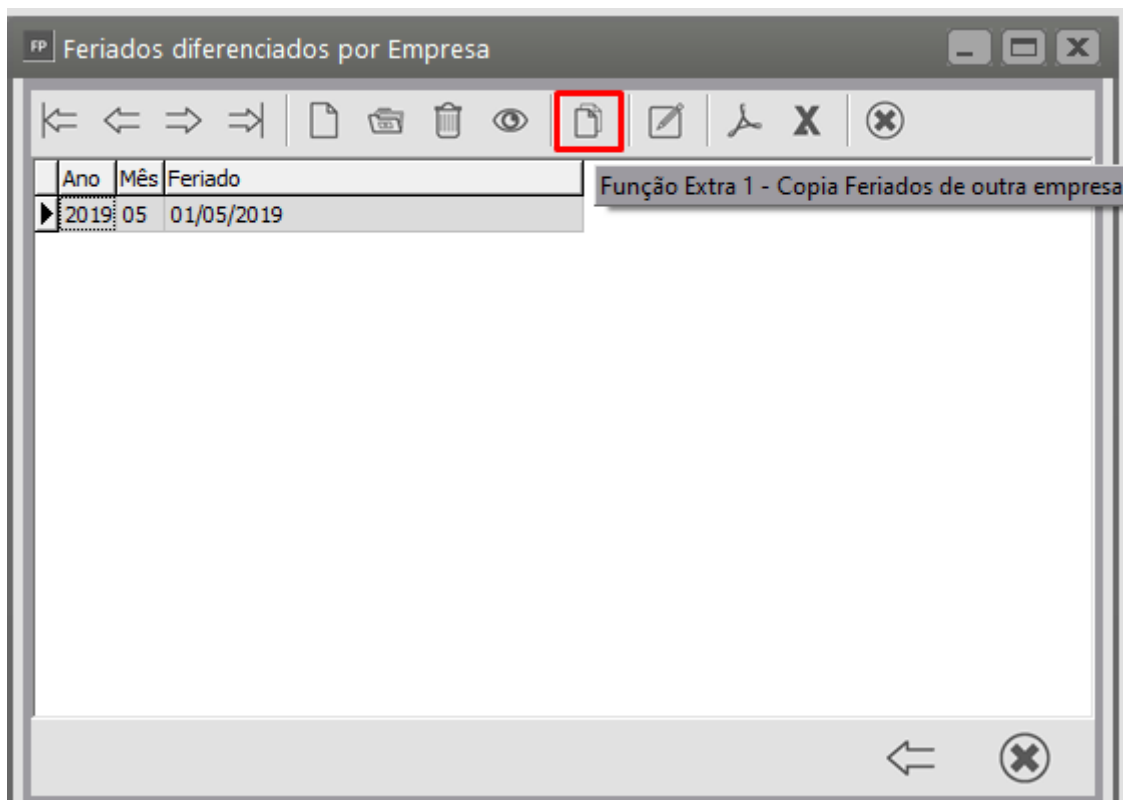 FP Feriados diferenciados por Empresa
X
Ano Mês Feriado
Função Extra 1 - Copia Feriados de outra empresa
2019 05 01/05/2019